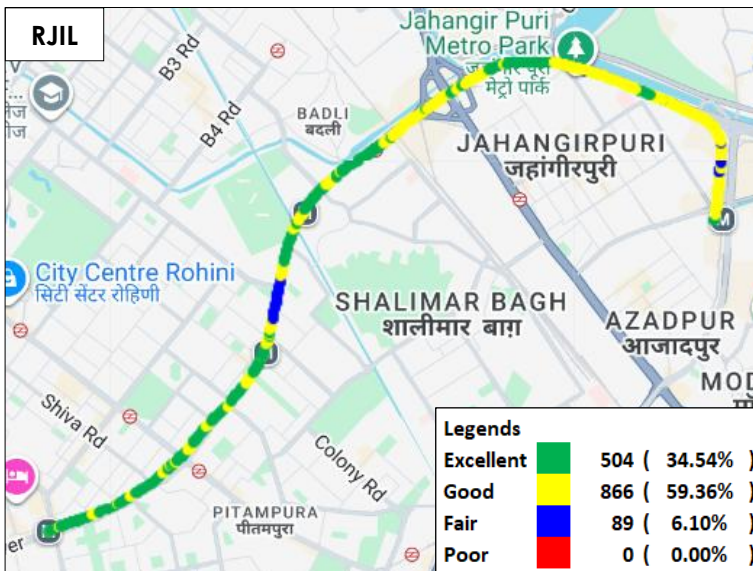 RJIL
B3 Rd
B4 Rd
BADLI
बदली
Jahangir Puri
Metro Park
मेट्रो पार्क
JAHANGIRPURI
जहांगीरपुरी
M
City Centre Rohini
सिटी सेंटर रोहिणी
SHALIMAR BAGH
शालीमार बाग़
AZADPUR
आजादपुर
MOD
Shiva Rd
Colony Rd
PITAMPURA
पीतमपुरा
Legends
Excellent 504 ( 34.54% )
Good 866 ( 59.36% )
Fair 89 ( 6.10% )
Poor 0 ( 0.00% )